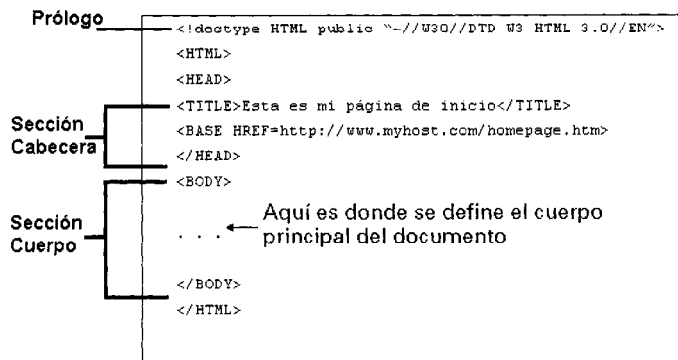 Prólogo
<!doctype HTML public "-//W3O//DTD W3 HTML 3.0//EN">
<HTML>
<HEAD>
<TITLE>Esta es mi página de inicio</TITLE>
Sección
Cabecera
<BASE HREF=http://www.myhost.com/homepage.htm>
</HEAD>
<BODY>
Sección
Cuerpo
. . .
Aquí es donde se define el cuerpo
principal del documento
</BODY>
</HTML>